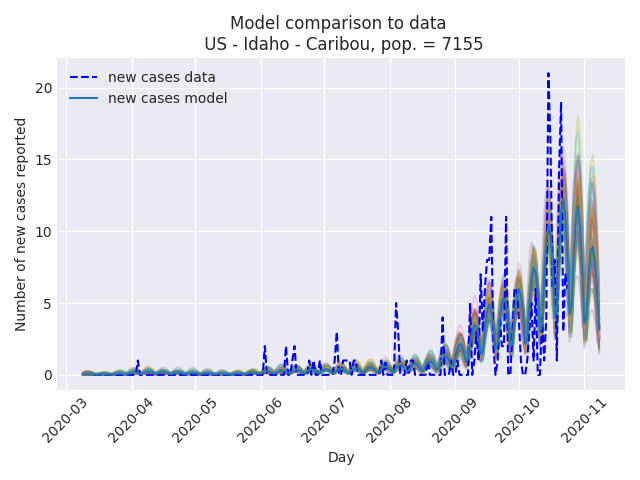 Model comparison to data
US - Idaho - Caribou, pop. = 7155
new cases data
new cases model
Number of new cases reported
20
15
10
5
0
2020-03
2020-04
2020-05
2020-06
2020-07
2020-08
2020-09
2020-10
2020-11
Day